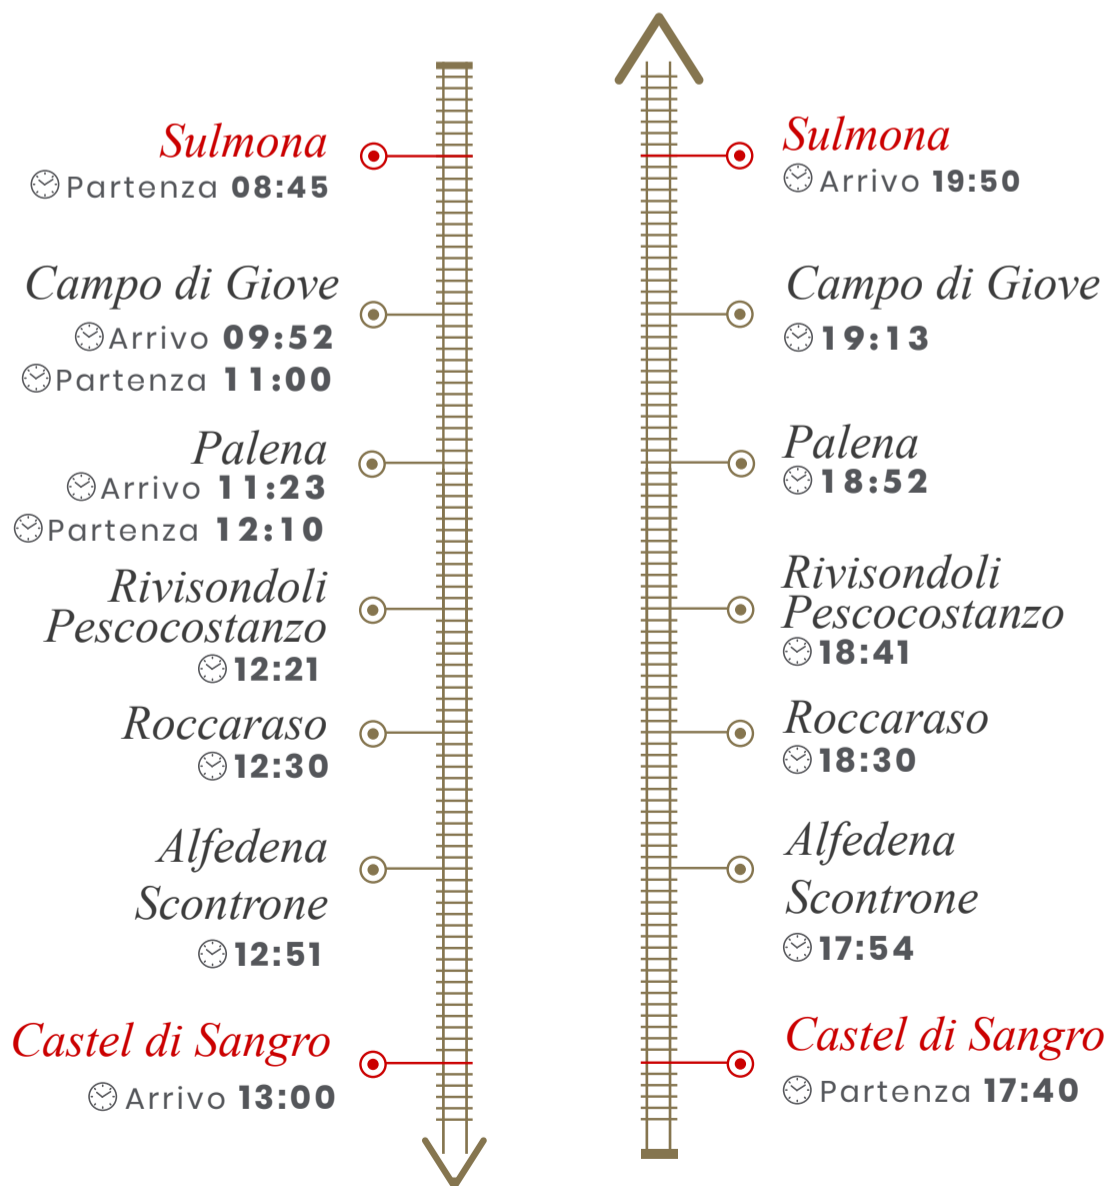 Sulmona
Partenza 08:45
Campo di Giove
Arrivo 09:52
Partenza 11:00
Palena
Arrivo 11:23
Partenza 12:10
Rivisondoli
Pescocostanzo
12:21
Roccaraso
12:30
Alfedena
Scontrone
12:51
Castel di Sangro
Arrivo 13:00
Sulmona
Arrivo 19:50
Campo di Giove
19:13
Palena
18:52
Rivisondoli
Pescocostanzo
18:41
Roccaraso
18:30
Alfedena
Scontrone
17:54
Castel di Sangro
Partenza 17:40